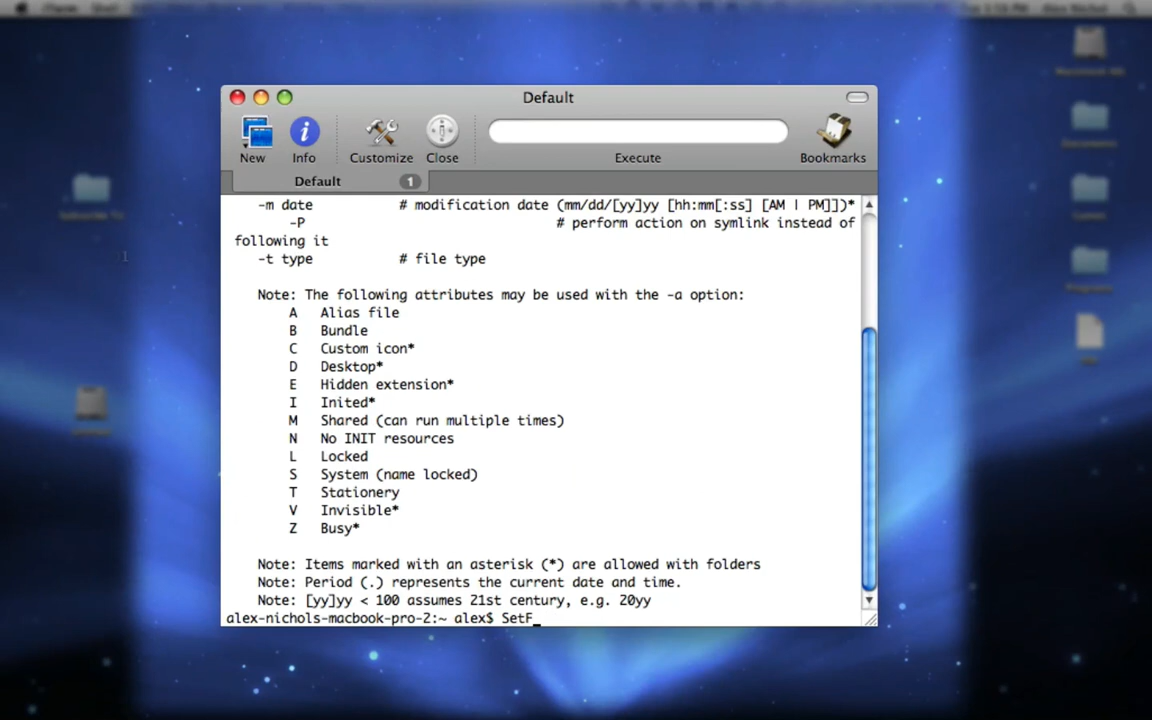 Default
New
Info
Customize
Close
Execute
Bookmarks
Default
1
-m date # modification date (mm/dd/[yy]yy [hh:mm[:ss] [AM | PM]])*
-P # perform action on symlink instead of
following it
-t type # file type
Note: The following attributes may be used with the -a option:
A Alias file
B Bundle
C Custom icon*
D Desktop*
E Hidden extension*
I Inited*
M Shared (can run multiple times)
N No INIT resources
L Locked
S System (name locked)
T Stationery
V Invisible*
Z Busy*
Note: Items marked with an asterisk (*) are allowed with folders
Note: Period (.) represents the current date and time.
Note: [yy]yy < 100 assumes 21st century, e.g. 20yy
alex-nichols-macbook-pro-2:~ alex$ SetF_